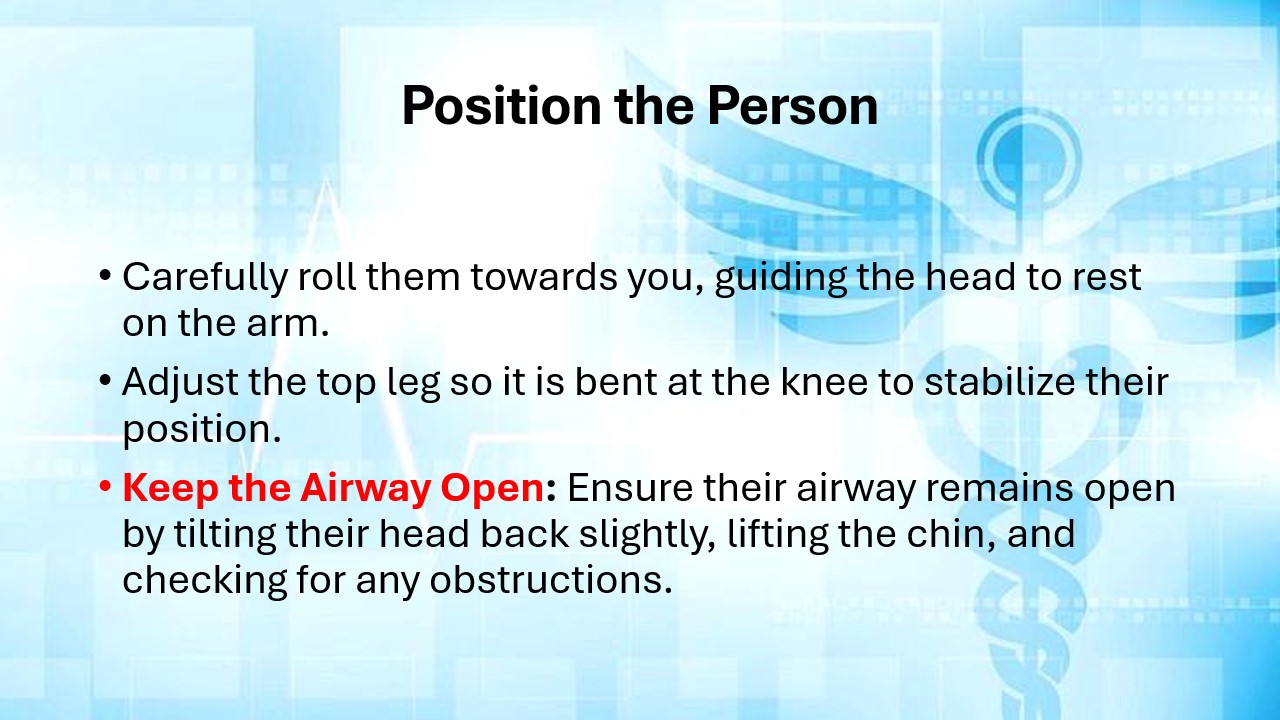 Position the Person
• Carefully roll them towards you, guiding the head to rest
on the arm.
• Adjust the top leg so it is bent at the knee to stabilize their
position.
• Keep the Airway Open: Ensure their airway remains open
by tilting their head back slightly, lifting the chin, and
checking for any obstructions.